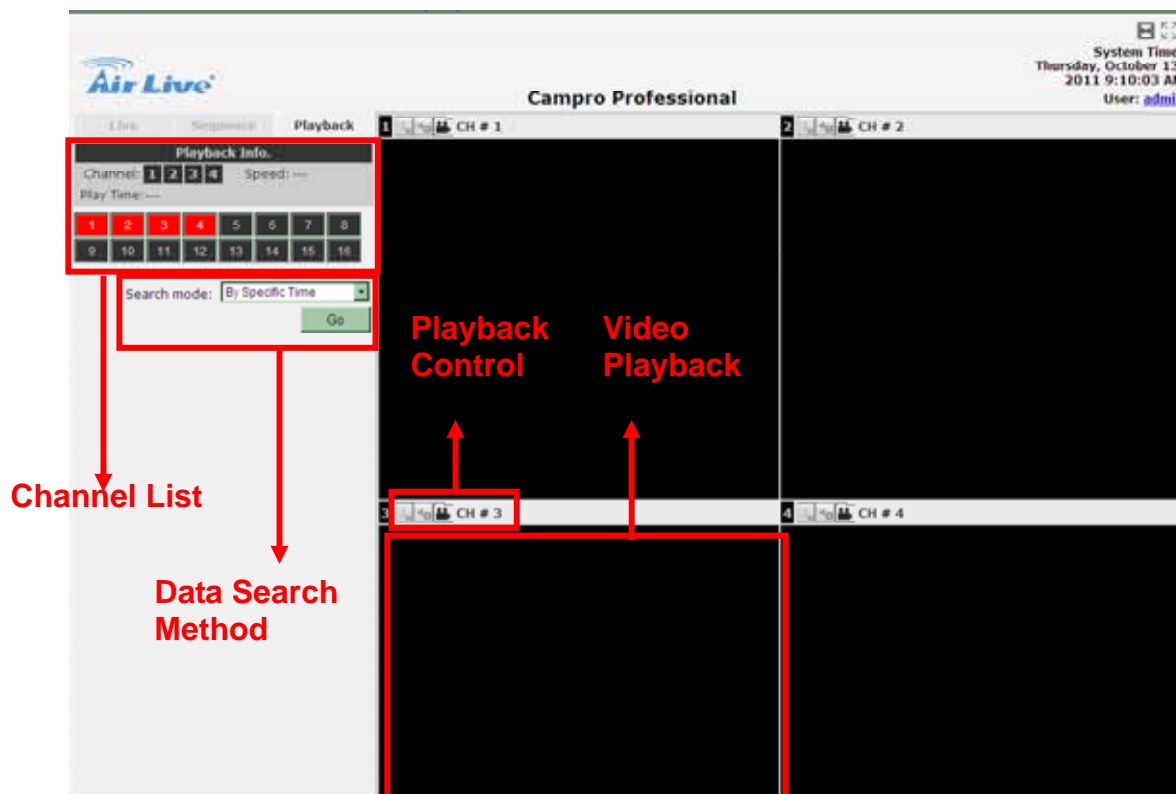 System Time
Thursday, October 13
2011 9:10:03 AM
User: admi
Air Live
Campro Professional
Live Sequence Playback
Playback Info.
Channel: 1 2 3 4 Speed: ---
Play Time: ---
1 2 3 4 5 6 7 8
9 10 11 12 13 14 15 16
Search mode: By Specific Time
Go
1 CH # 1
2 CH # 2
Playback
Control
Video
Playback
Channel List
3 CH # 3
4 CH # 4
Data Search
Method